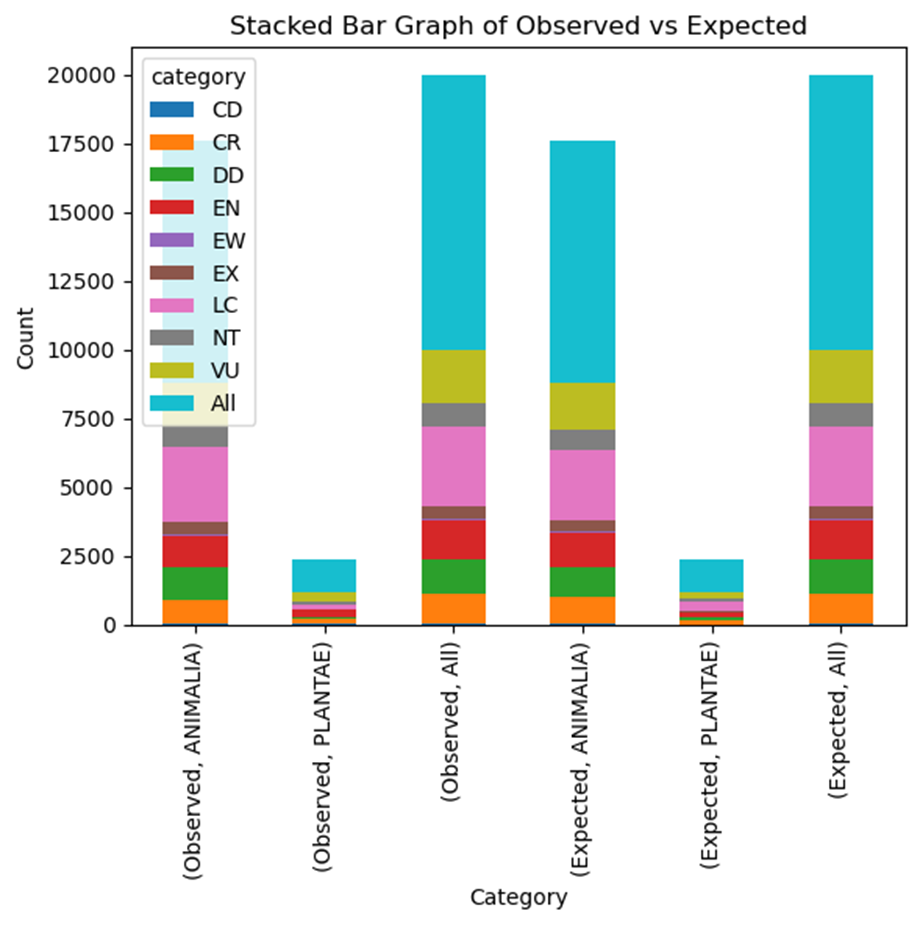 Stacked Bar Graph of Observed vs Expected
20000
17500
15000
12500
10000
7500
5000
2500
0
Count
category
CD
CR
DD
EN
EW
EX
LC
NT
VU
All
(Observed, ANIMALIA)
(Observed, PLANTAE)
(Observed, All)
(Expected, ANIMALIA)
(Expected, PLANTAE)
(Expected, All)
Category